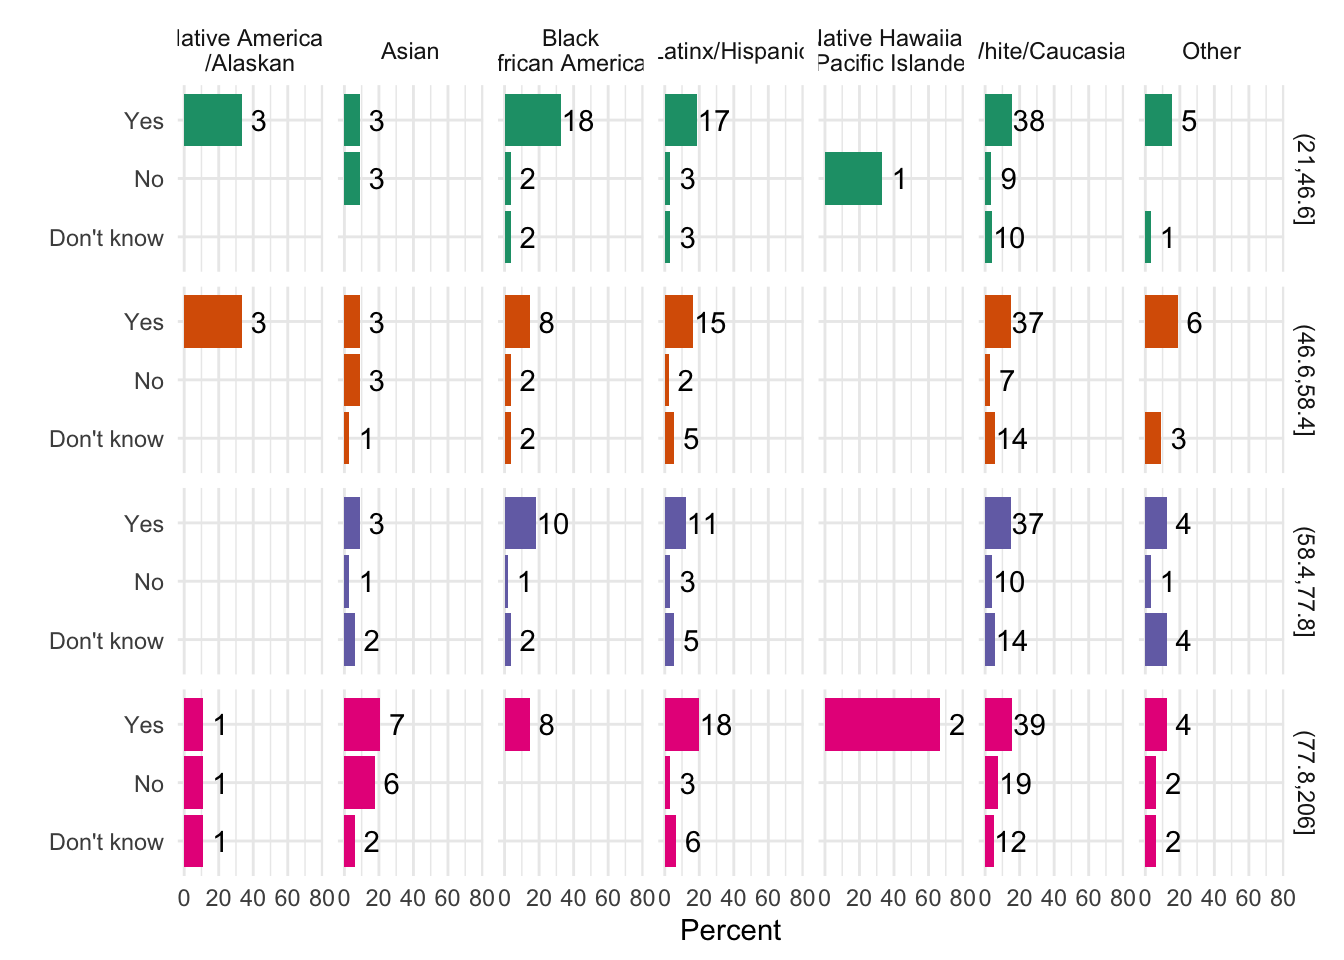 lative America
/Alaskan
Asian
Black
frican America
Latinx/Hispanic
lative Hawaiia
Pacific Islande
/hite/Caucasia
Other
Yes 3 3 18 17 38 5
No 3 2 3 1 9
Don't know 2 3 10 1
(21,46.6]
Yes 3 3 8 15 37 6
No 3 2 2 7
Don't know 1 2 5 14 3
(46.6,58.4]
Yes 3 10 11 37 4
No 1 1 3 10 1
Don't know 2 2 5 14 4
(58.4,77.8]
Yes 1 7 8 18 2 39 4
No 1 6 3 19 2
Don't know 1 2 6 12 2
(77.8,206]
0 20 40 60 80 0 20 40 60 80 0 20 40 60 80 0 20 40 60 80 0 20 40 60 80 0 20 40 60 80 0 20 40 60 80
Percent